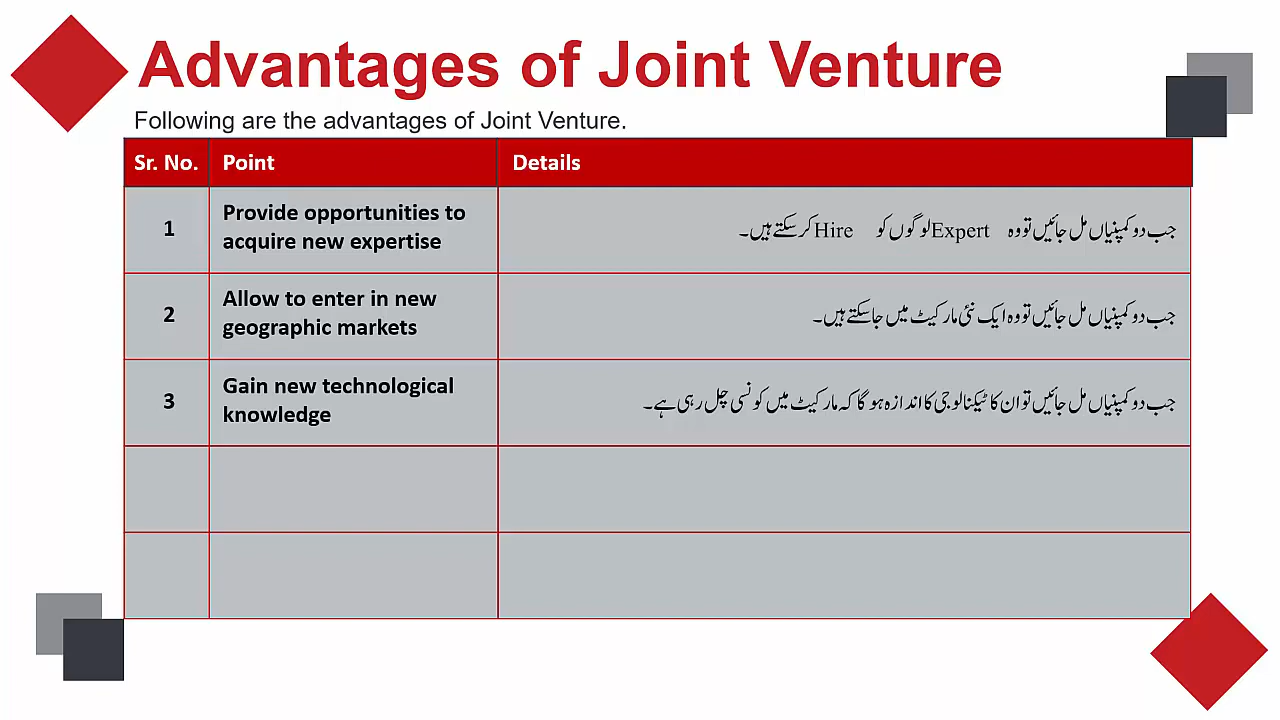 Advantages of Joint Venture
Following are the advantages of Joint Venture.
Sr. No. Point Details
1
Provide opportunities to
acquire new expertise
جب دو کمپنیاں مل جائیں تو وہ Expert لوگوں کو Hire کر سکتے ہیں۔
2
Allow to enter in new
geographic markets
جب دو کمپنیاں مل جائیں تو وہ ایک نئی مارکیٹ میں جا سکتے ہیں۔
3
Gain new technological
knowledge
جب دو کمپنیاں مل جائیں تو ان کا ٹیکنالوجی کا اندازہ ہو گا کہ مارکیٹ میں کونسی چل رہی ہے۔